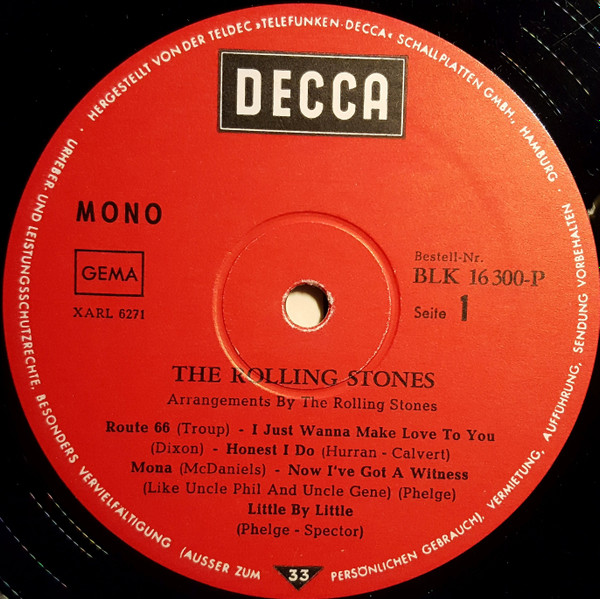 · HERGESTELLT VON DER TELDEC »TELEFUNKEN-DECCA« SCHALLPLATTEN GMBH., HAMBURG ·
DECCA
MONO
GEMA
XARL 6271
Bestell-Nr.
BLK 16 300-P
Seite 1
THE ROLLING STONES
Arrangements By The Rolling Stones
Route 66 (Troup) - I Just Wanna Make Love To You
(Dixon) - Honest I Do (Hurran - Calvert)
Mona (McDaniels) - Now I've Got A Witness
(Like Uncle Phil And Uncle Gene) (Phelge)
Little By Little
(Phelge - Spector)
URHEBER- UND LEISTUNGSSCHUTZRECHTE, BESONDERS VERVIELFÄLTIGUNG (AUSSER ZUM PERSÖNLICHEN GEBRAUCH), VERMIETUNG, AUFFÜHRUNG, SENDUNG VORBEHALTEN
33